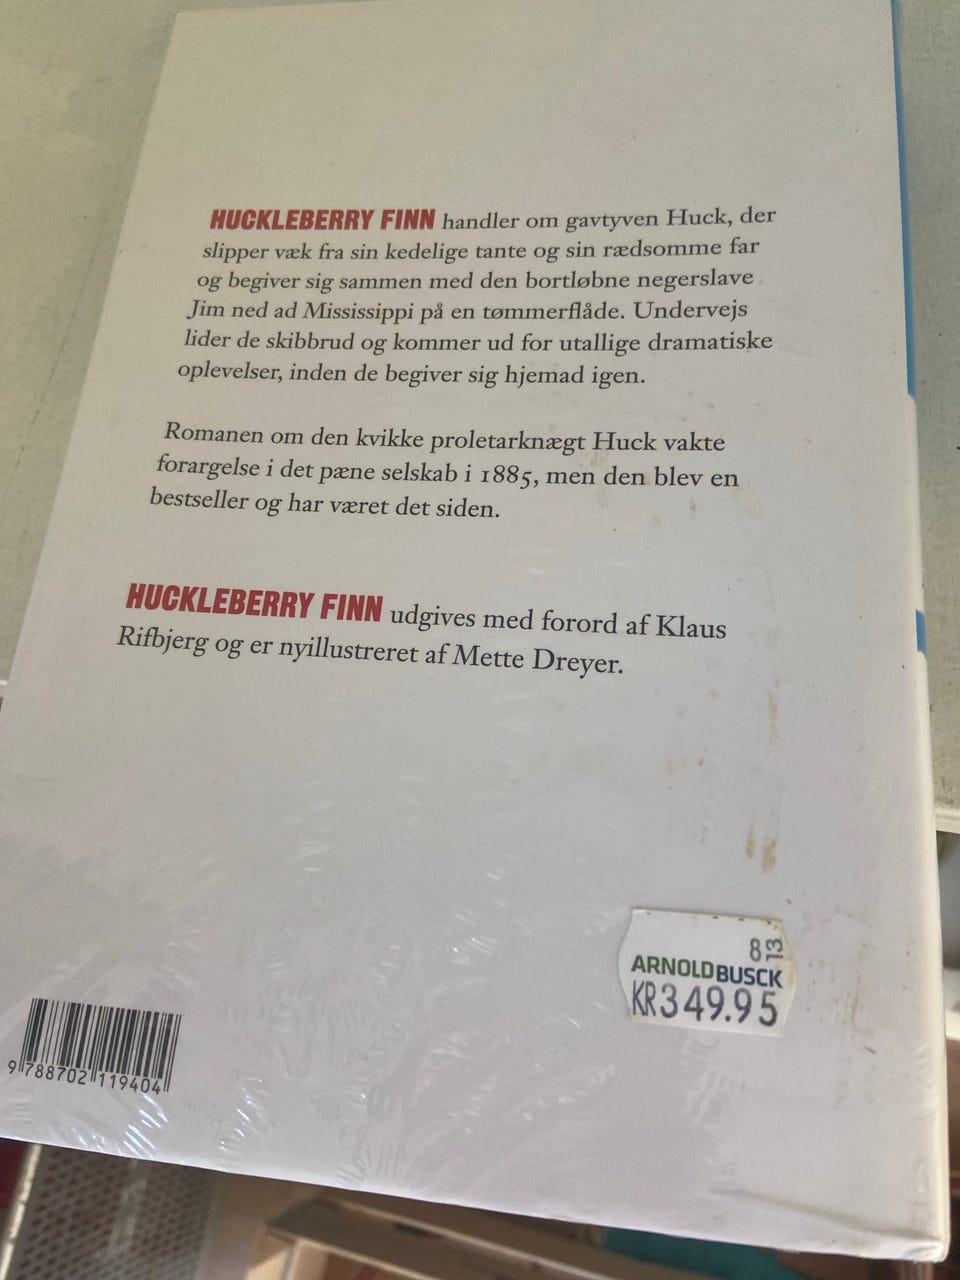 HUCKLEBERRY FINN handler om gavtyven Huck, der
slipper væk fra sin kedelige tante og sin rædsomme far
og begiver sig sammen med den bortløbne negerslave
Jim ned ad Mississippi på en tømmerflåde. Undervejs
lider de skibbrud og kommer ud for utallige dramatiske
oplevelser, inden de begiver sig hjemad igen.
Romanen om den kvikke proletarknægt Huck vakte
forargelse i det pæne selskab i 1885, men den blev en
bestseller og har været det siden.
HUCKLEBERRY FINN udgives med forord af Klaus
Rifbjerg og er nyillustreret af Mette Dreyer.
8 13
ARNOLD BUSCK
KR349.95
9 788702 119404